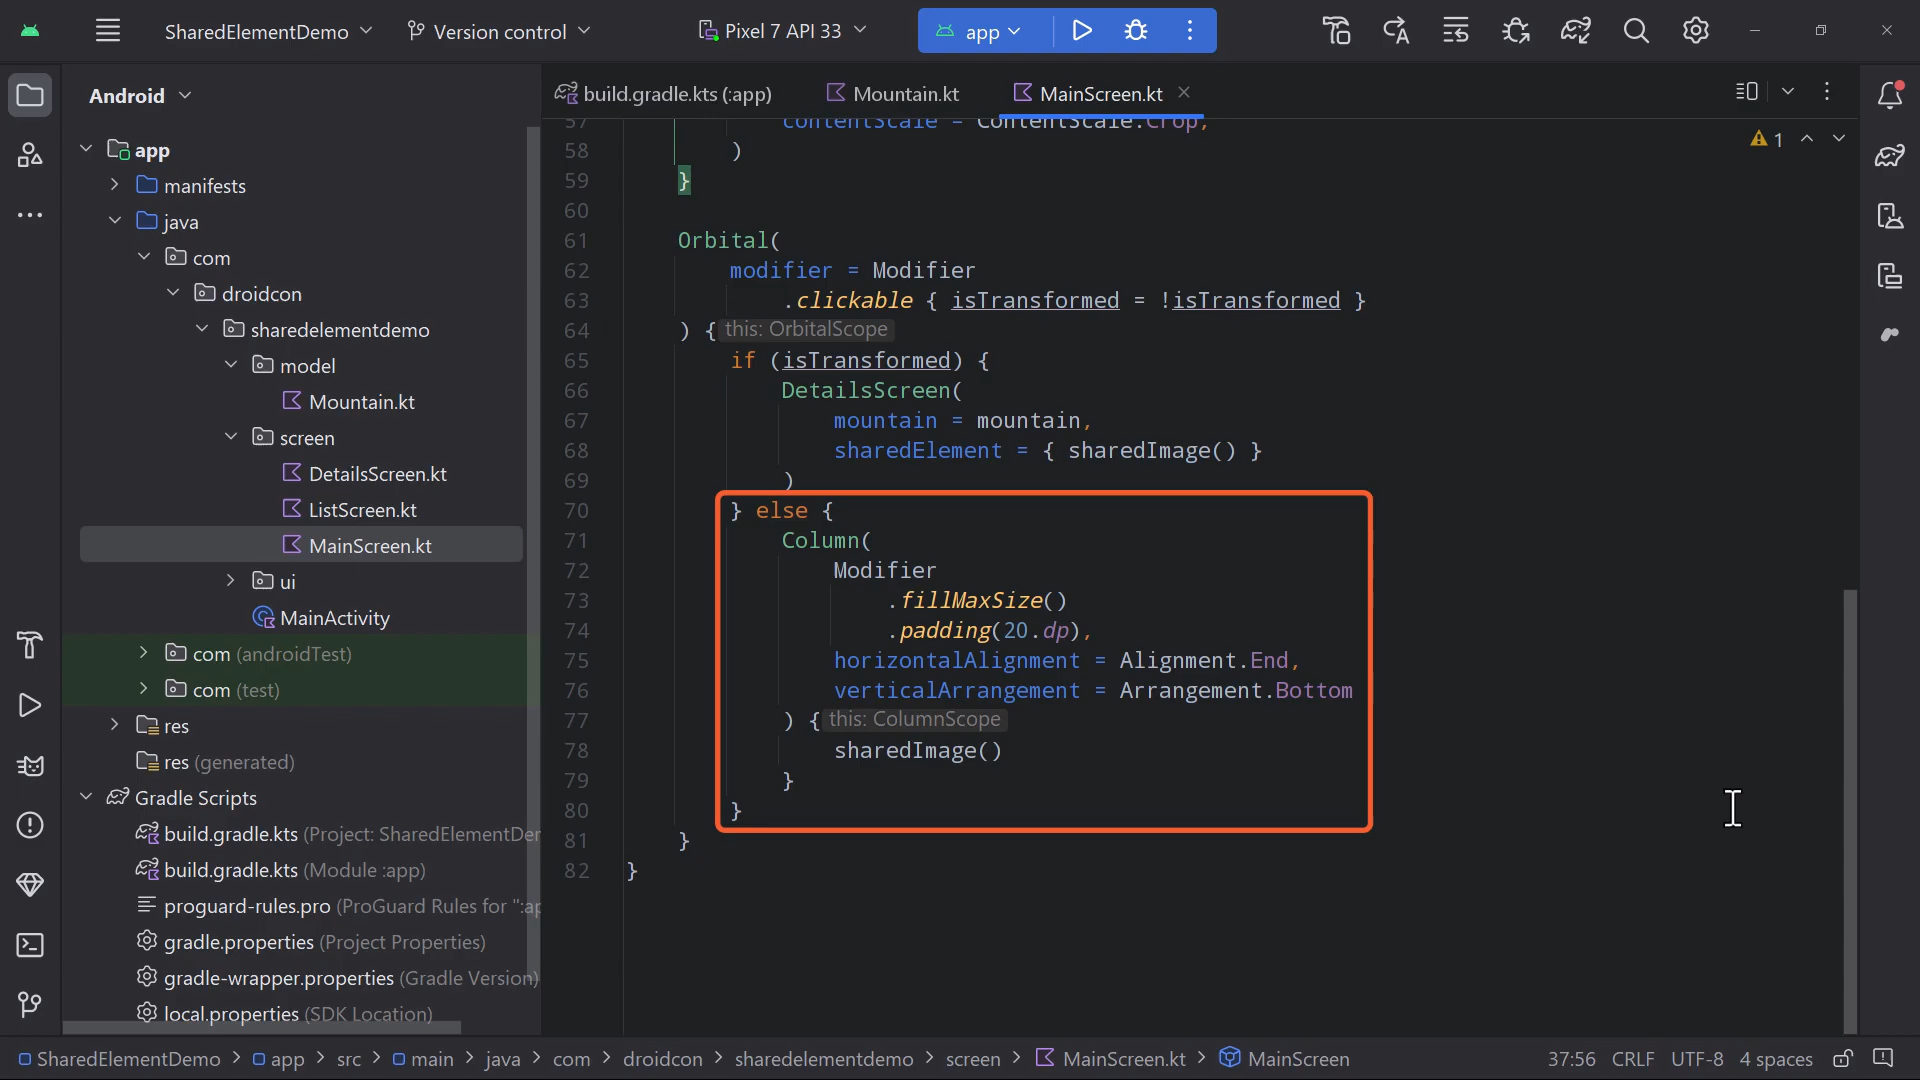 SharedElementDemo
Version control
Pixel 7 API 33
app
Android
build.gradle.kts (:app)
Mountain.kt
MainScreen.kt
1
app
manifests
java
com
droidcon
sharedelementdemo
model
Mountain.kt
screen
DetailsScreen.kt
ListScreen.kt
MainScreen.kt
ui
MainActivity
com (androidTest)
com (test)
res
res (generated)
Gradle Scripts
build.gradle.kts (Project: SharedElementDer
build.gradle.kts (Module :app)
proguard-rules.pro (ProGuard Rules for ":ap
gradle.properties (Project Properties)
gradle-wrapper.properties (Gradle Version)
local.properties (SDK Location)
57 contentScale = ContentScale.Crop,
58 )
59 }
60
61 Orbital(
62 modifier = Modifier
63 .clickable { isTransformed = !isTransformed }
64 ) { this: OrbitalScope
65 if (isTransformed) {
66 DetailsScreen(
67 mountain = mountain,
68 sharedElement = { sharedImage() }
69 )
70 } else {
71 Column(
72 Modifier
73 .fillMaxSize()
74 .padding(20.dp),
75 horizontalAlignment = Alignment.End,
76 verticalArrangement = Arrangement.Bottom
77 ) { this: ColumnScope
78 sharedImage()
79 }
80 }
81 }
82 }
SharedElementDemo > app > src > main > java > com > droidcon > sharedelementdemo > screen > MainScreen.kt > MainScreen
37:56 CRLF UTF-8 4 spaces